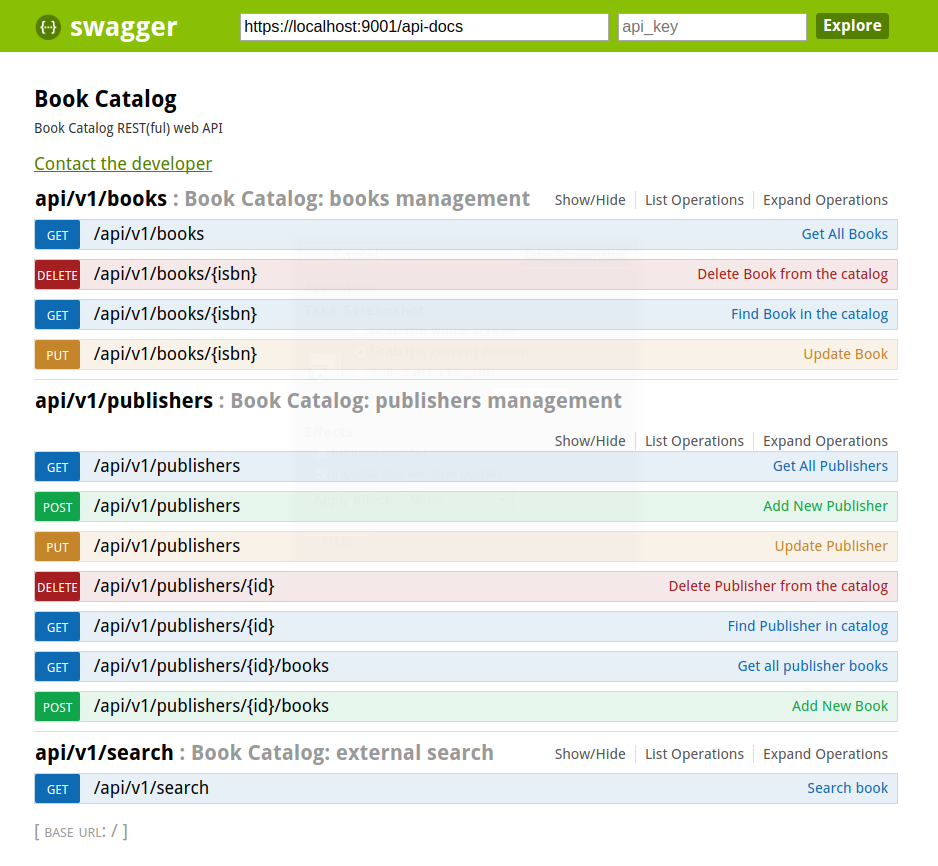 swagger https://localhost:9001/api-docs api_key Explore
Book Catalog
Book Catalog REST(ful) web API
Contact the developer
api/v1/books : Book Catalog: books management Show/Hide List Operations Expand Operations
GET /api/v1/books Get All Books
DELETE /api/v1/books/{isbn} Delete Book from the catalog
GET /api/v1/books/{isbn} Find Book in the catalog
PUT /api/v1/books/{isbn} Update Book
api/v1/publishers : Book Catalog: publishers management
Show/Hide List Operations Expand Operations
GET /api/v1/publishers Get All Publishers
POST /api/v1/publishers Add New Publisher
PUT /api/v1/publishers Update Publisher
DELETE /api/v1/publishers/{id} Delete Publisher from the catalog
GET /api/v1/publishers/{id} Find Publisher in catalog
GET /api/v1/publishers/{id}/books Get all publisher books
POST /api/v1/publishers/{id}/books Add New Book
api/v1/search : Book Catalog: external search Show/Hide List Operations Expand Operations
GET /api/v1/search Search book
[ BASE URL: / ]